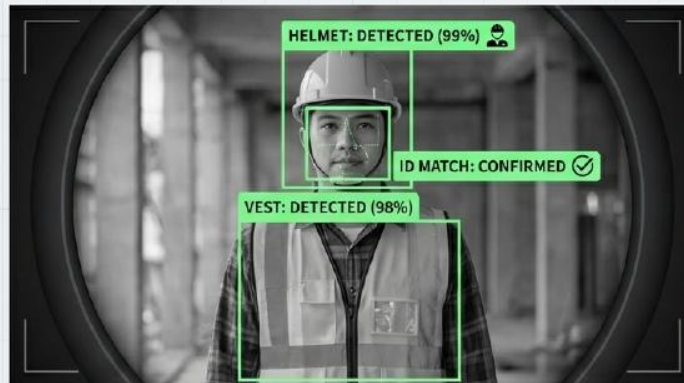 HELMET: DETECTED (99%)
ID MATCH: CONFIRMED
VEST: DETECTED (98%)